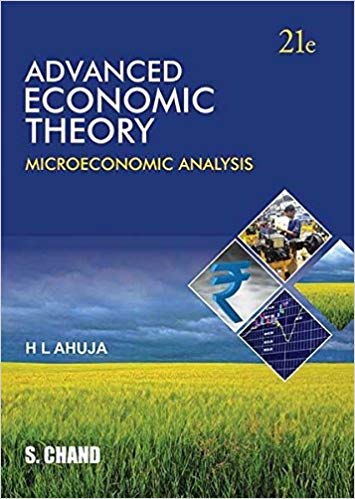 21e
ADVANCED
ECONOMIC
THEORY
MICROECONOMIC ANALYSIS
₹
H L AHUJA
S. CHAND